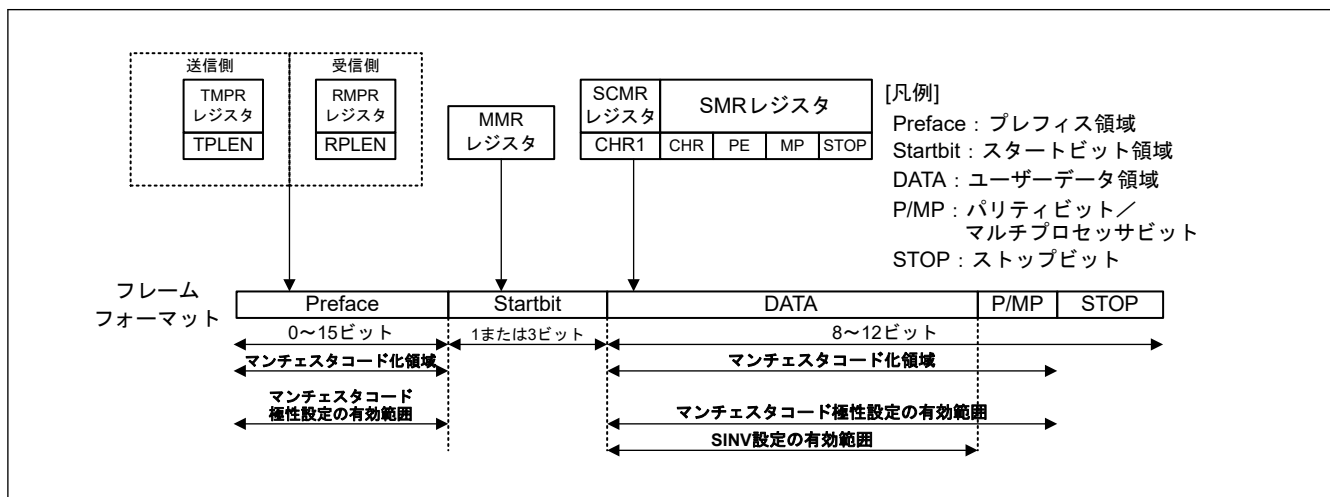 送信側
受信側
TMPR
レジスタ
TPLEN
RMPR
レジスタ
RPLEN
MMR
レジスタ
SCMR
レジスタ
CHR1
SMRレジスタ
CHR
PE
MP
STOP
[凡例]
Preface：プレフィス領域
Startbit：スタートビット領域
DATA：ユーザーデータ領域
P/MP：パリティビット／
マルチプロセッサビット
STOP：ストップビット
フレーム
フォーマット
Preface
Startbit
DATA
P/MP
STOP
0～15ビット
1または3ビット
8～12ビット
マンチェスタコード化領域
マンチェスタコード化領域
マンチェスタコード
極性設定の有効範囲
マンチェスタコード極性設定の有効範囲
SINV設定の有効範囲